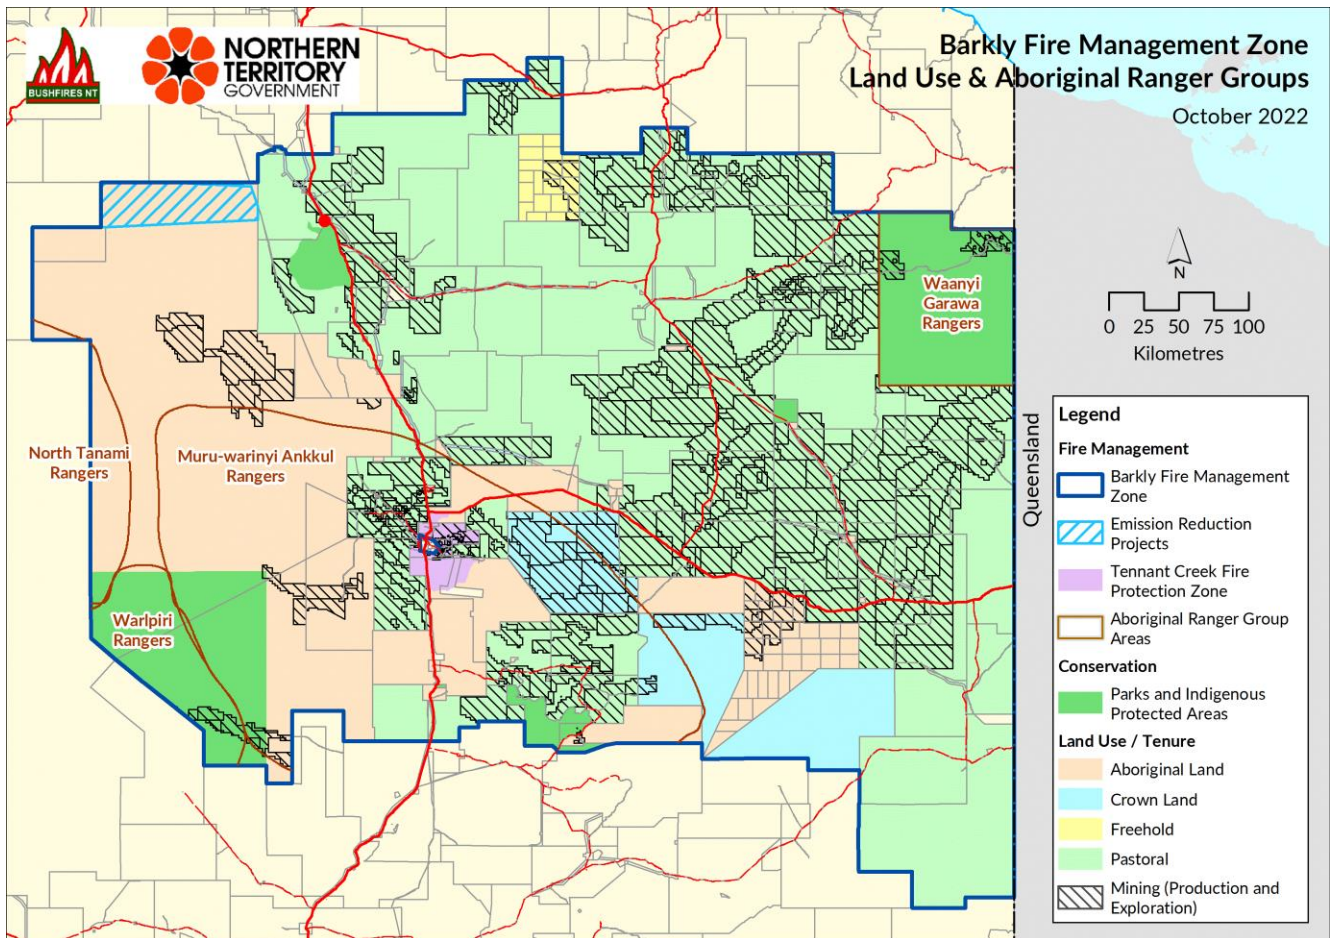 BUSHFIRES NT
NORTHERN
TERRITORY
GOVERNMENT
Barkly Fire Management Zone
Land Use & Aboriginal Ranger Groups
October 2022
N
0 25 50 75 100
Kilometres
Waanyi
Garawa
Rangers
North Tanami
Rangers
Muru-warinyi Ankkul
Rangers
Warlpiri
Rangers
Queensland
Legend
Fire Management
Barkly Fire Management
Zone
Emission Reduction
Projects
Tennant Creek Fire
Protection Zone
Aboriginal Ranger Group
Areas
Conservation
Parks and Indigenous
Protected Areas
Land Use / Tenure
Aboriginal Land
Crown Land
Freehold
Pastoral
Mining (Production and
Exploration)